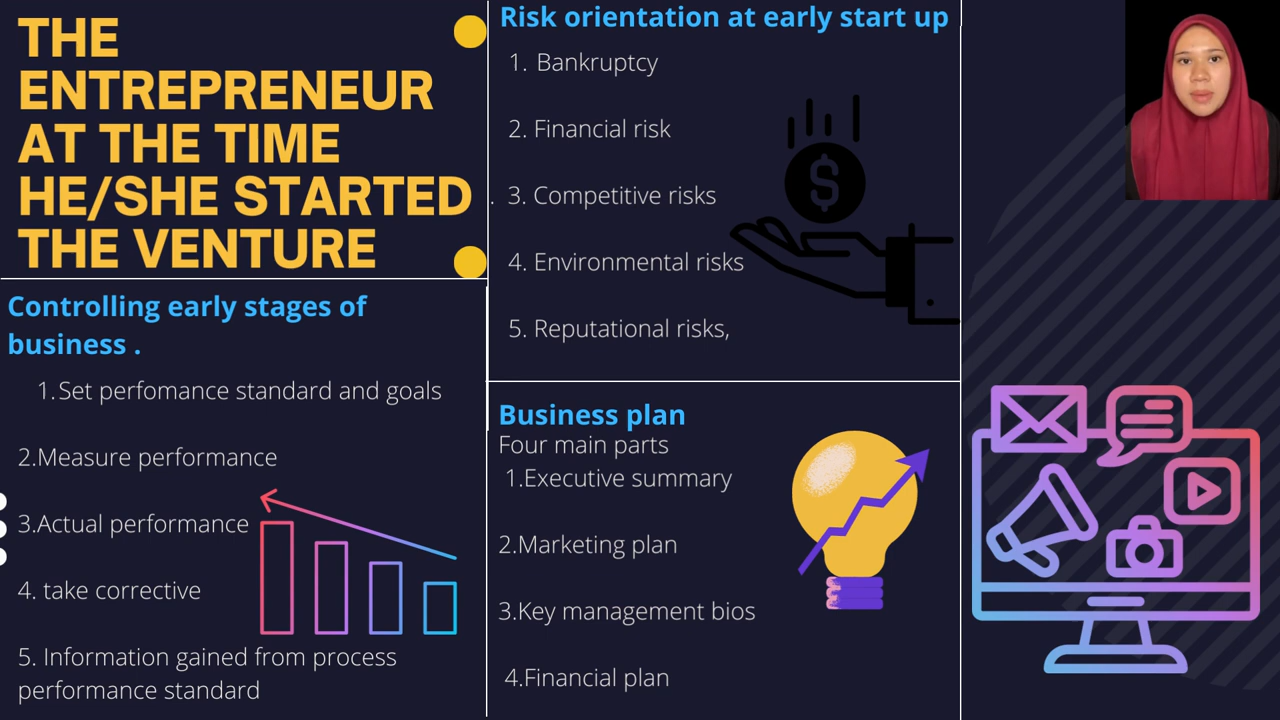 THE
ENTREPRENEUR
AT THE TIME
HE/SHE STARTED
THE VENTURE
Controlling early stages of
business .
1.Set perfomance standard and goals
2.Measure performance
3.Actual performance
4. take corrective
5. Information gained from process
performance standard
Risk orientation at early start up
1. Bankruptcy
2. Financial risk
. 3. Competitive risks
4. Environmental risks
5. Reputational risks,
$
Business plan
Four main parts
1.Executive summary
2.Marketing plan
3.Key management bios
4.Financial plan